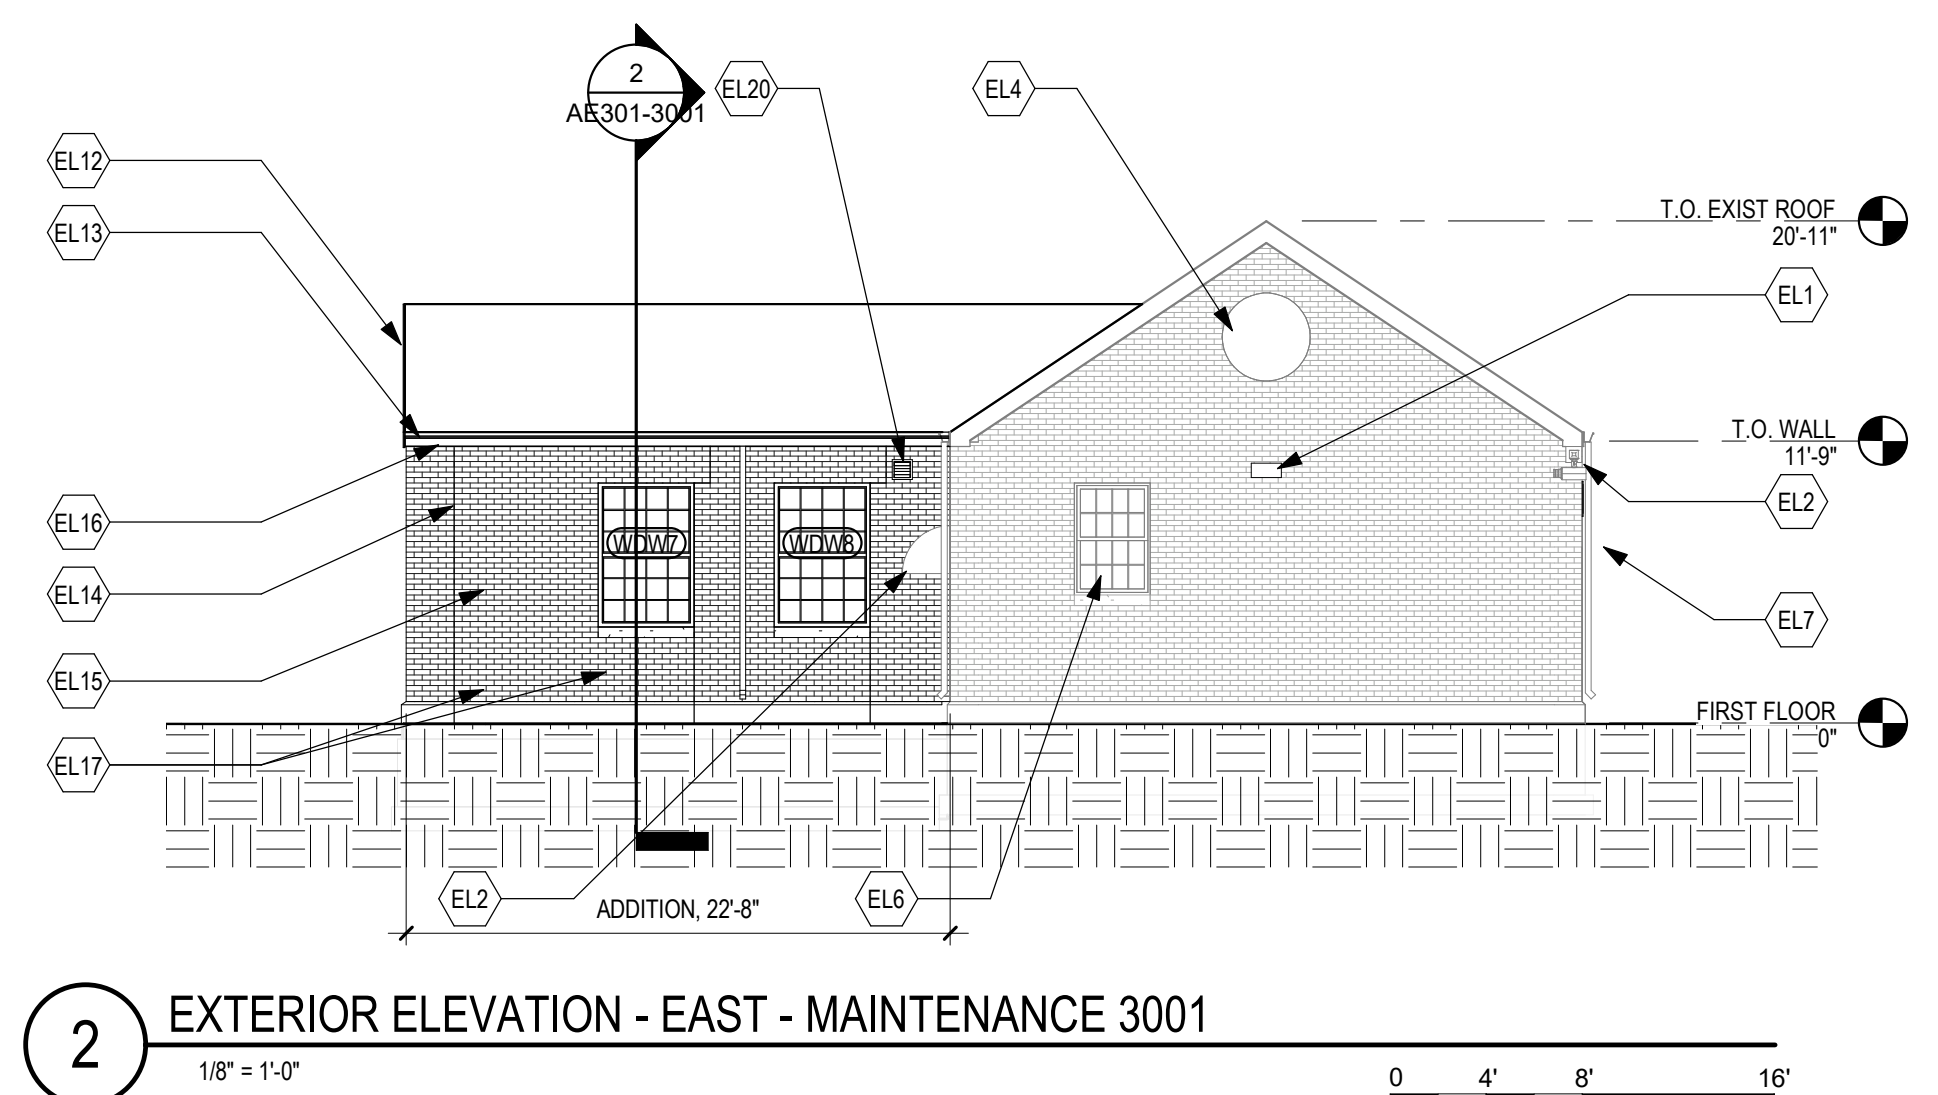 2
AE301-3001
EL20
EL4
EL12
EL13
T.O. EXIST ROOF
20'-11"
EL1
T.O. WALL
11'-9"
EL16
EL2
WDW7
WDW8
EL14
EL7
EL15
FIRST FLOOR
0"
EL17
EL2
ADDITION, 22'-8"
EL6
2
EXTERIOR ELEVATION - EAST - MAINTENANCE 3001
1/8" = 1'-0"
0 4' 8' 16'